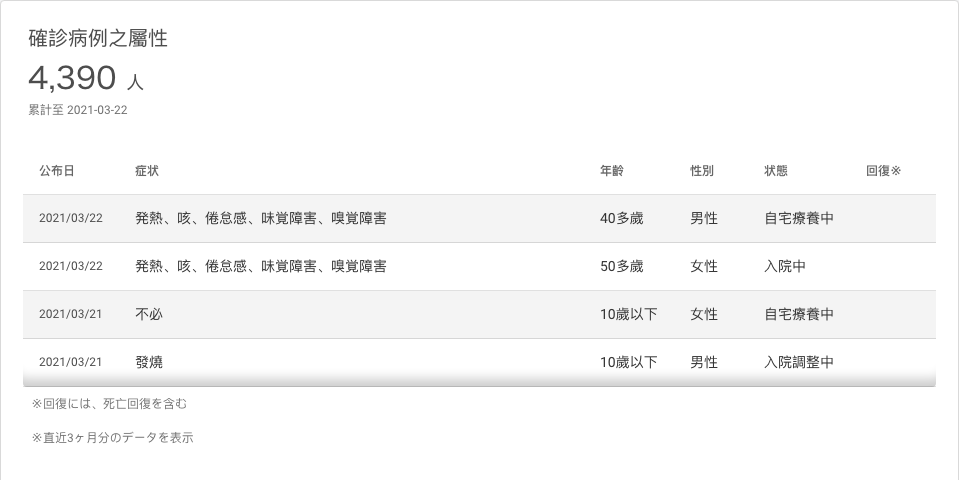 確診病例之屬性
4,390 人
累計至 2021-03-22
公布日 症状 年齢 性別 状態 回復※
2021/03/22 発熱、咳、倦怠感、味覚障害、嗅覚障害 40多歲 男性 自宅療養中
2021/03/22 発熱、咳、倦怠感、味覚障害、嗅覚障害 50多歲 女性 入院中
2021/03/21 不必 10歲以下 女性 自宅療養中
2021/03/21 發燒 10歲以下 男性 入院調整中
※回復には、死亡回復を含む
※直近3ヶ月分のデータを表示